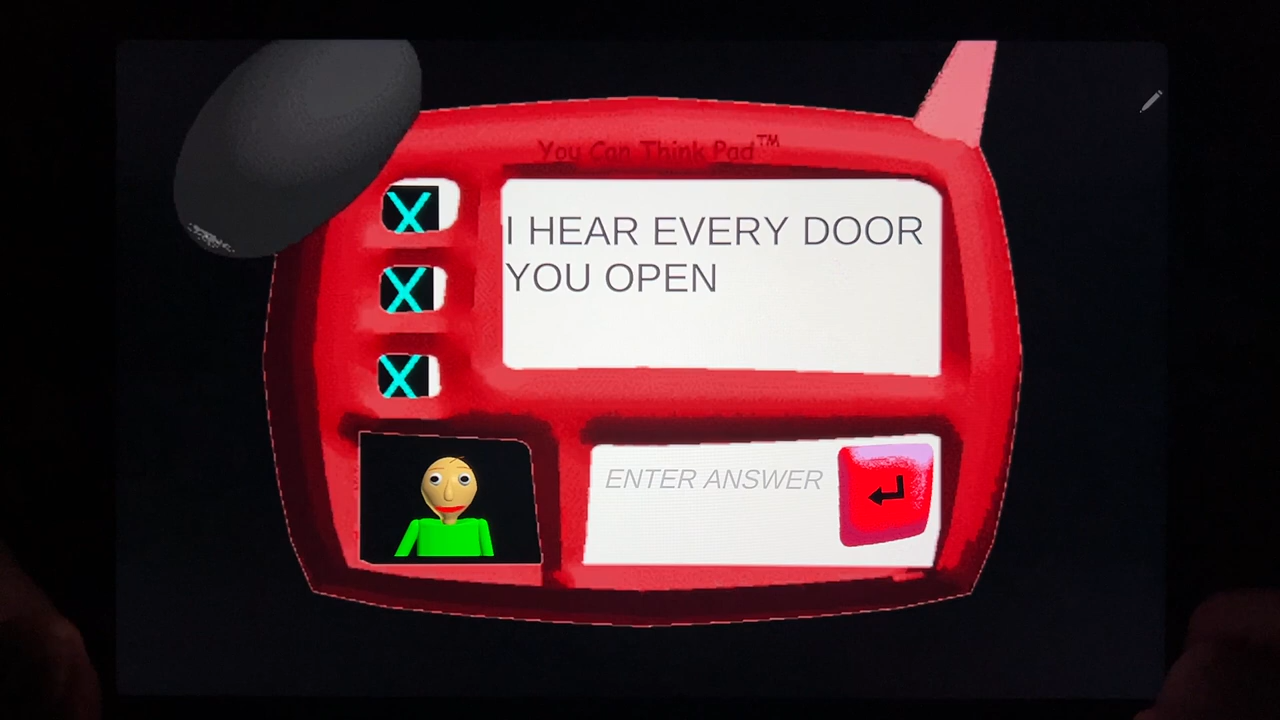 You Can Think Pad™
I HEAR EVERY DOOR
YOU OPEN
ENTER ANSWER